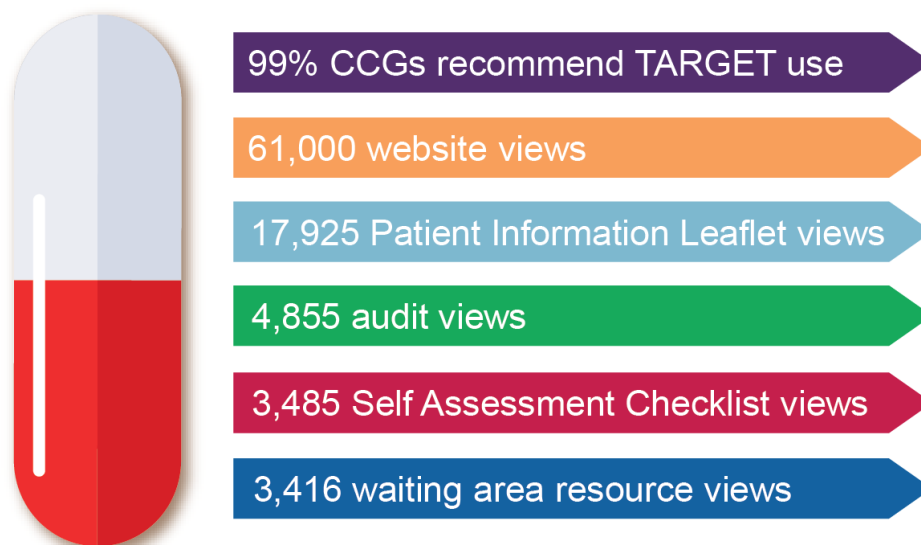 99% CCGs recommend TARGET use
61,000 website views
17,925 Patient Information Leaflet views
4,855 audit views
3,485 Self Assessment Checklist views
3,416 waiting area resource views